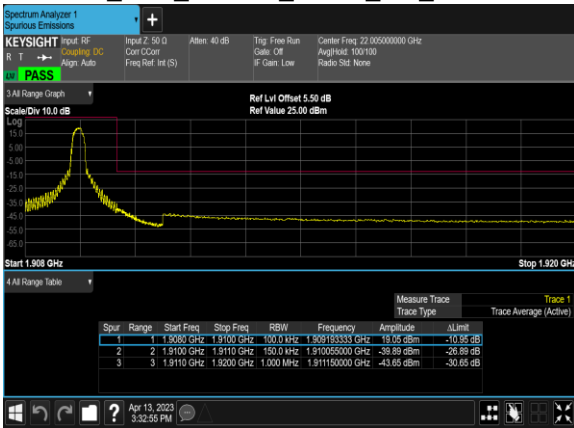 Spectrum Analyzer 1
Spurious Emissions
KEYSIGHT Input: RF Input Z: 50 Ω Atten: 40 dB Trig: Free Run Center Freq: 22.005000000 GHz
R T Coupling: DC Corr CCorr Gate: Off Avg|Hold: 100/100
Align: Auto Freq Ref: Int (S) IF Gain: Low Radio Std: None
PASS
3 All Range Graph
Ref Lvl Offset 5.50 dB
Scale/Div 10.0 dB Ref Value 25.00 dBm
Log
15.0
5.00
-5.00
-15.0
-25.0
-35.0
-45.0
-55.0
-65.0
Start 1.908 GHz Stop 1.920 GHz
4 All Range Table
Measure Trace Trace 1
Trace Type Trace Average (Active)
Spur Range Start Freq Stop Freq RBW Frequency Amplitude ΔLimit
1 1 1.9080 GHz 1.9100 GHz 100.0 kHz 1.909193333 GHz 19.05 dBm -10.95 dB
2 2 1.9100 GHz 1.9110 GHz 150.0 kHz 1.910055000 GHz -39.89 dBm -26.89 dB
3 3 1.9110 GHz 1.9200 GHz 1.000 MHz 1.911150000 GHz -43.65 dBm -30.65 dB
Apr 13, 2023
3:32:55 PM